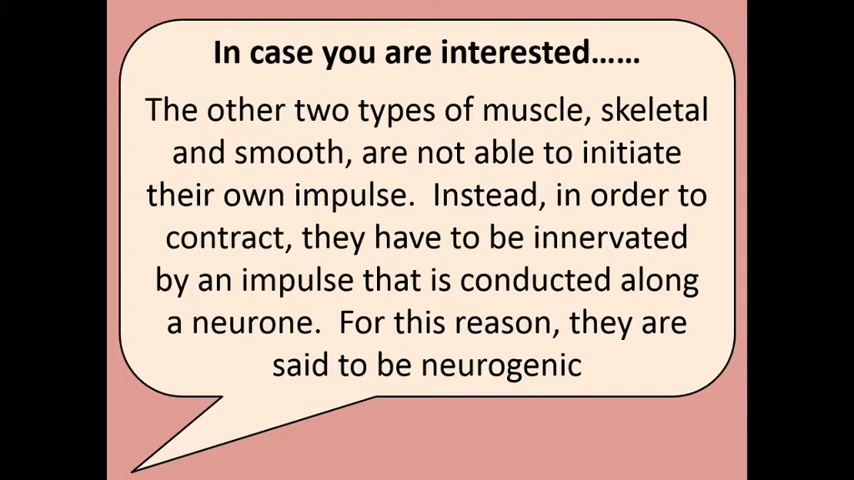 In case you are interested……
The other two types of muscle, skeletal
and smooth, are not able to initiate
their own impulse.  Instead, in order to
contract, they have to be innervated
by an impulse that is conducted along
a neurone.  For this reason, they are
said to be neurogenic